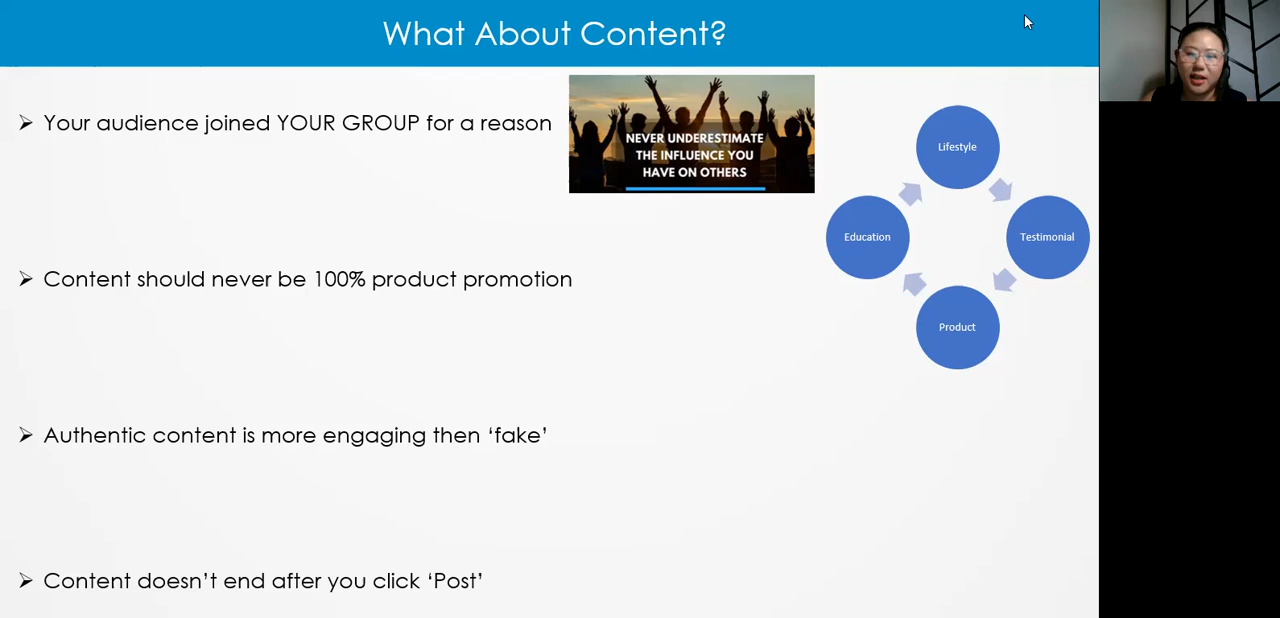 What About Content?
Your audience joined YOUR GROUP for a reason
NEVER UNDERESTIMATE
THE INFLUENCE YOU
HAVE ON OTHERS
Lifestyle
Education
Testimonial
Content should never be 100% product promotion
Product
Authentic content is more engaging then ‘fake’
Content doesn’t end after you click ‘Post’